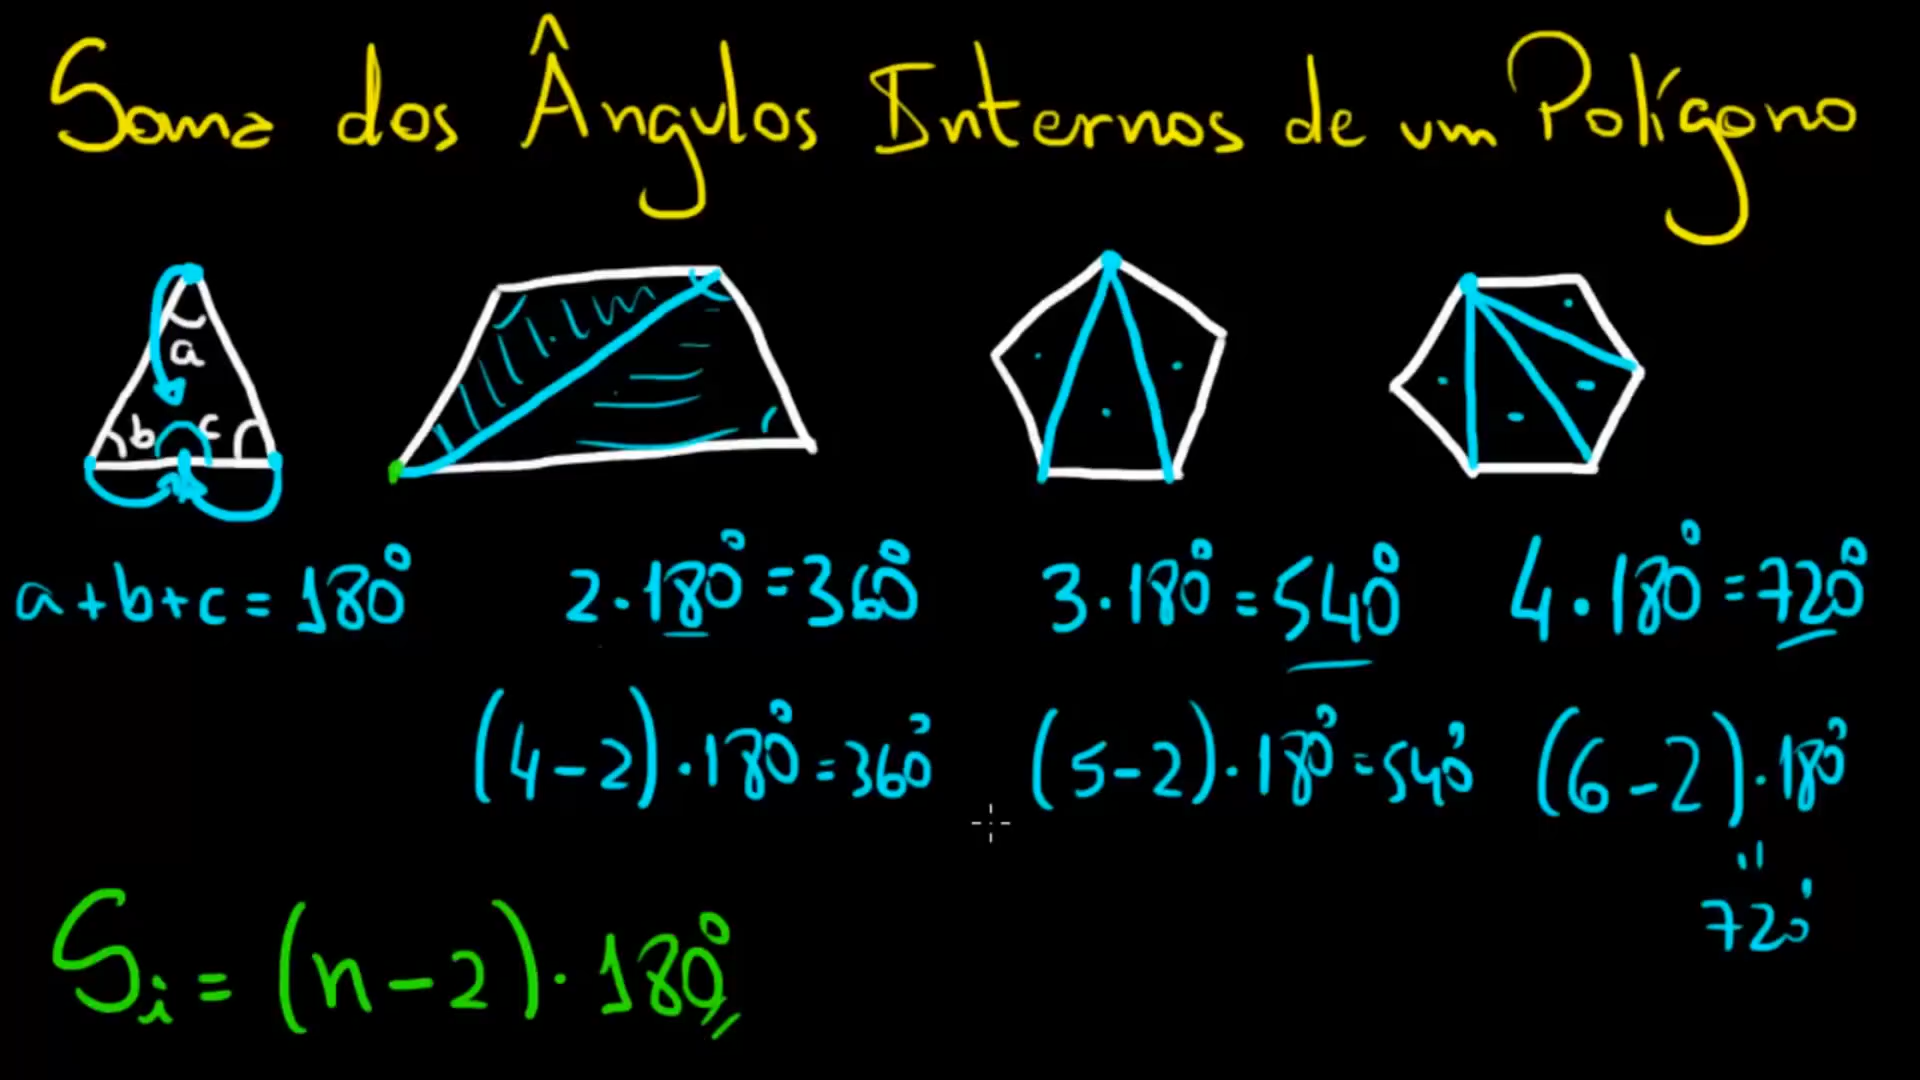 Soma dos Ângulos Internos de um Polígono
a
b c
a+b+c = 180° 2·180° = 360° 3·180° = 540° 4·180° = 720°
(4-2)·180° = 360° (5-2)·180° = 540° (6-2)·180°
=
720°
Si = (n-2)·180°